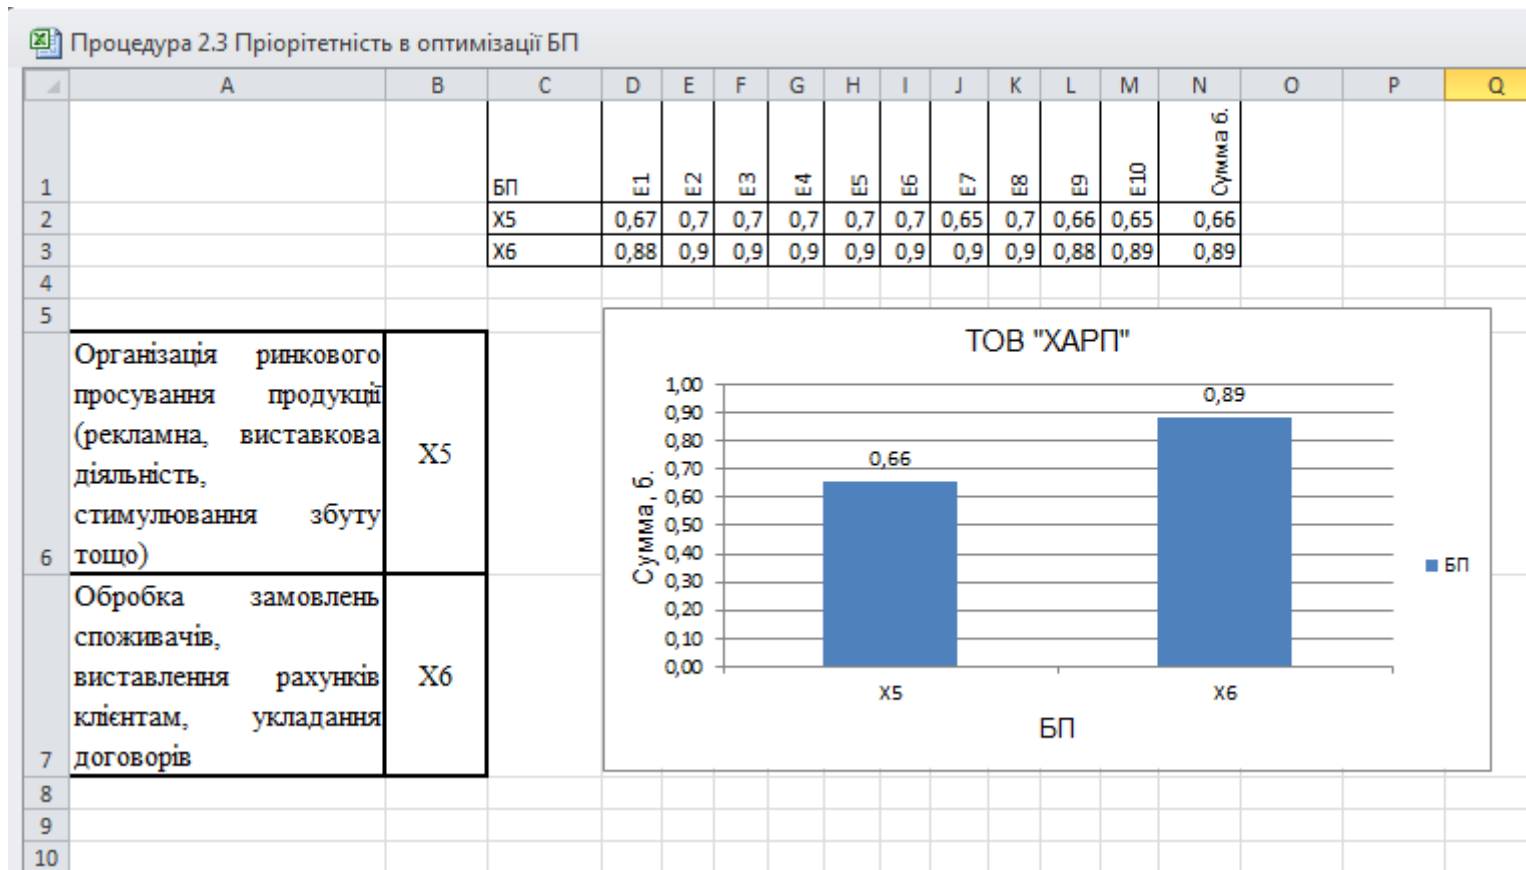 Процедура 2.3 Пріорітетність в оптимізації БП
A B C D E F G H I J K L M N O P Q
1 БП E1 E2 E3 E4 E5 E6 E7 E8 E9 E10 Сумма б.
2 X5 0,67 0,7 0,7 0,7 0,7 0,7 0,65 0,7 0,66 0,65 0,66
3 X6 0,88 0,9 0,9 0,9 0,9 0,9 0,9 0,9 0,88 0,89 0,89
4
5
Організація ринкового
просування продукції
(рекламна, виставкова
діяльність,
стимулювання збуту
6 тощо)
X5
Обробка замовлень
споживачів,
виставлення рахунків
клієнтам, укладання
7 договорів
X6
8
9
10
ТОВ "ХАРП"
Сумма, б.
1,00
0,90
0,80
0,70
0,60
0,50
0,40
0,30
0,20
0,10
0,00
0,66
0,89
X5 X6
БП
БП